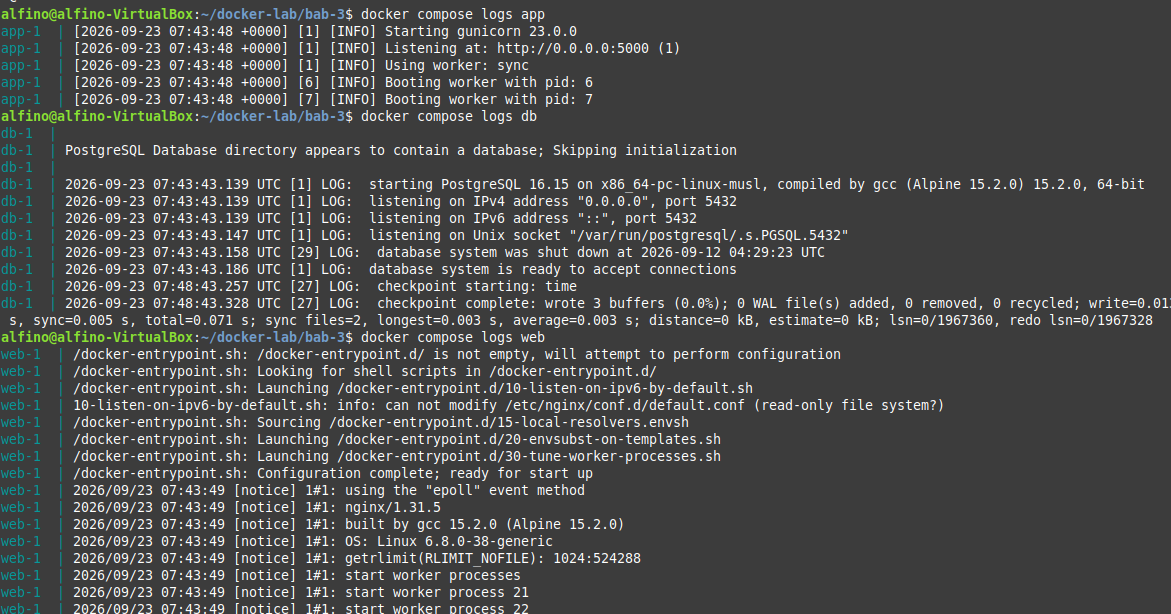 alfino@alfino-VirtualBox:~/docker-lab/bab-3$ docker compose logs app
app-1  | [2026-09-23 07:43:48 +0000] [1] [INFO] Starting gunicorn 23.0.0
app-1  | [2026-09-23 07:43:48 +0000] [1] [INFO] Listening at: http://0.0.0.0:5000 (1)
app-1  | [2026-09-23 07:43:48 +0000] [1] [INFO] Using worker: sync
app-1  | [2026-09-23 07:43:48 +0000] [6] [INFO] Booting worker with pid: 6
app-1  | [2026-09-23 07:43:48 +0000] [7] [INFO] Booting worker with pid: 7
alfino@alfino-VirtualBox:~/docker-lab/bab-3$ docker compose logs db
db-1  |
db-1  | PostgreSQL Database directory appears to contain a database; Skipping initialization
db-1  |
db-1  | 2026-09-23 07:43:43.139 UTC [1] LOG:  starting PostgreSQL 16.15 on x86_64-pc-linux-musl, compiled by gcc (Alpine 15.2.0) 15.2.0, 64-bit
db-1  | 2026-09-23 07:43:43.139 UTC [1] LOG:  listening on IPv4 address "0.0.0.0", port 5432
db-1  | 2026-09-23 07:43:43.139 UTC [1] LOG:  listening on IPv6 address "::", port 5432
db-1  | 2026-09-23 07:43:43.147 UTC [1] LOG:  listening on Unix socket "/var/run/postgresql/.s.PGSQL.5432"
db-1  | 2026-09-23 07:43:43.158 UTC [29] LOG:  database system was shut down at 2026-09-12 04:29:23 UTC
db-1  | 2026-09-23 07:43:43.186 UTC [1] LOG:  database system is ready to accept connections
db-1  | 2026-09-23 07:48:43.257 UTC [27] LOG:  checkpoint starting: time
db-1  | 2026-09-23 07:48:43.328 UTC [27] LOG:  checkpoint complete: wrote 3 buffers (0.0%); 0 WAL file(s) added, 0 removed, 0 recycled; write=0.012
s, sync=0.005 s, total=0.071 s; sync files=2, longest=0.003 s, average=0.003 s; distance=0 kB, estimate=0 kB; lsn=0/1967360, redo lsn=0/1967328
alfino@alfino-VirtualBox:~/docker-lab/bab-3$ docker compose logs web
web-1  | /docker-entrypoint.sh: /docker-entrypoint.d/ is not empty, will attempt to perform configuration
web-1  | /docker-entrypoint.sh: Looking for shell scripts in /docker-entrypoint.d/
web-1  | /docker-entrypoint.sh: Launching /docker-entrypoint.d/10-listen-on-ipv6-by-default.sh
web-1  | 10-listen-on-ipv6-by-default.sh: info: can not modify /etc/nginx/conf.d/default.conf (read-only file system?)
web-1  | /docker-entrypoint.sh: Sourcing /docker-entrypoint.d/15-local-resolvers.envsh
web-1  | /docker-entrypoint.sh: Launching /docker-entrypoint.d/20-envsubst-on-templates.sh
web-1  | /docker-entrypoint.sh: Launching /docker-entrypoint.d/30-tune-worker-processes.sh
web-1  | /docker-entrypoint.sh: Configuration complete; ready for start up
web-1  | 2026/09/23 07:43:49 [notice] 1#1: using the "epoll" event method
web-1  | 2026/09/23 07:43:49 [notice] 1#1: nginx/1.31.5
web-1  | 2026/09/23 07:43:49 [notice] 1#1: built by gcc 15.2.0 (Alpine 15.2.0)
web-1  | 2026/09/23 07:43:49 [notice] 1#1: OS: Linux 6.8.0-38-generic
web-1  | 2026/09/23 07:43:49 [notice] 1#1: getrlimit(RLIMIT_NOFILE): 1024:524288
web-1  | 2026/09/23 07:43:49 [notice] 1#1: start worker processes
web-1  | 2026/09/23 07:43:49 [notice] 1#1: start worker process 21
web-1  | 2026/09/23 07:43:49 [notice] 1#1: start worker process 22